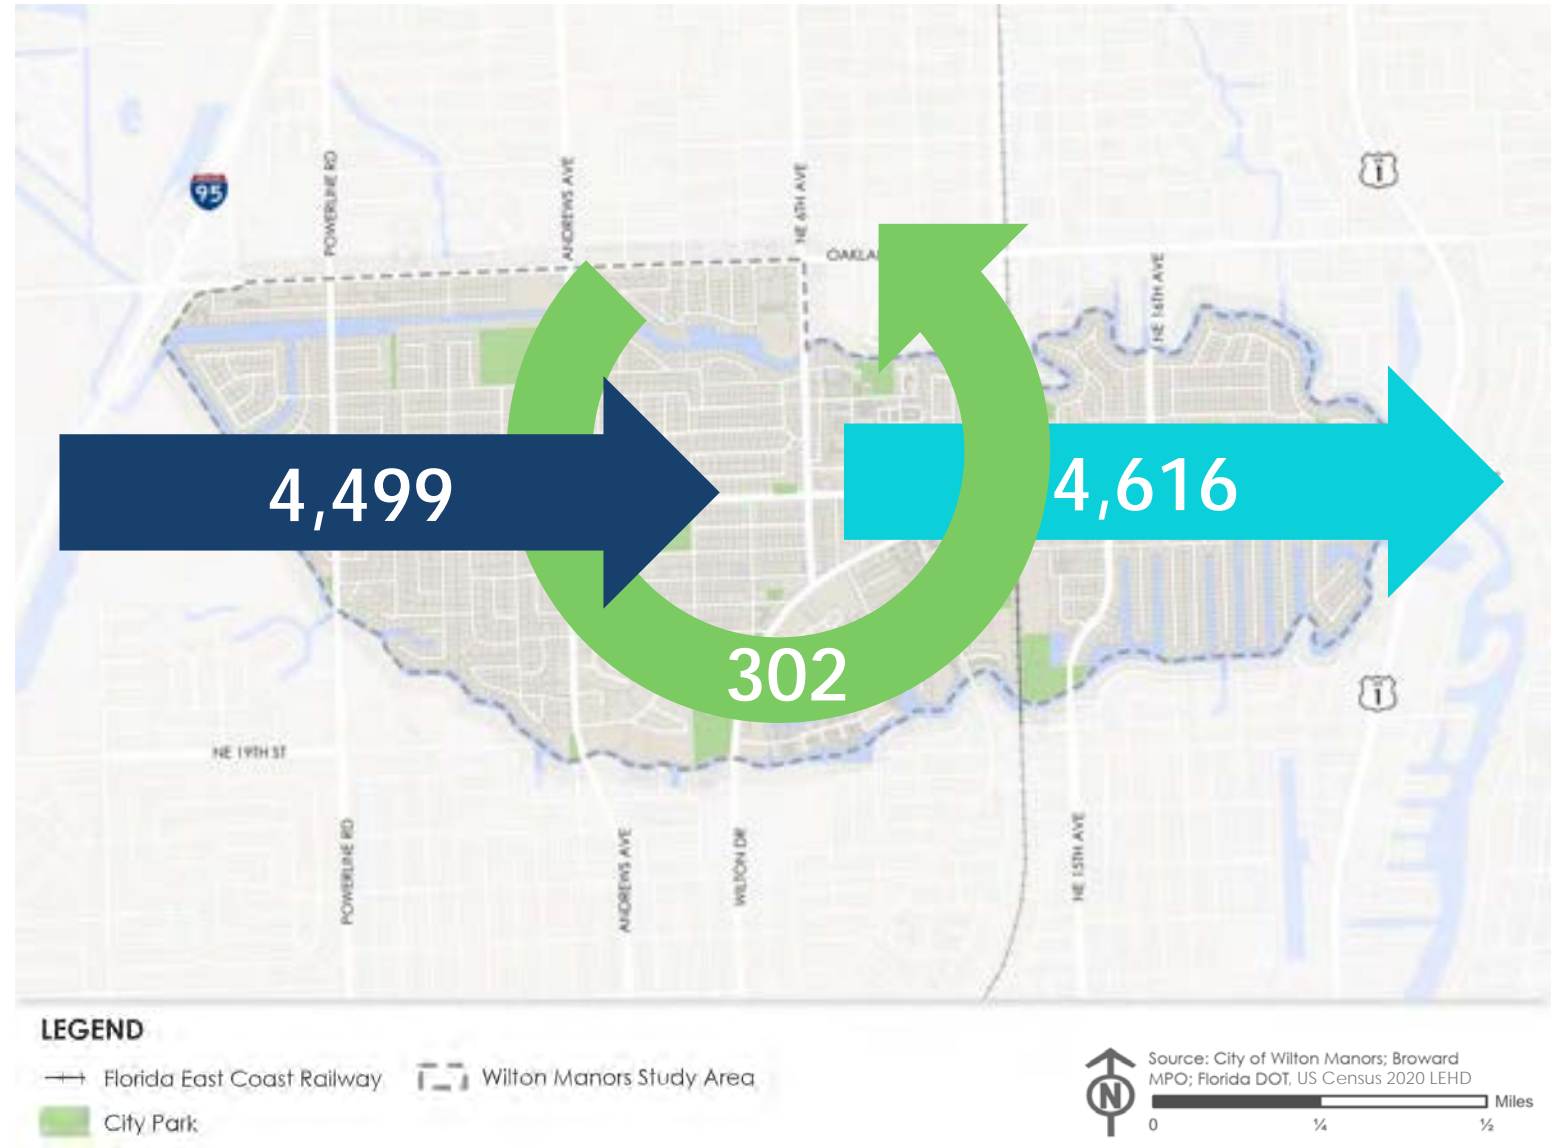 95
1
POWERLINE RD
ANDREWS AVE
NE 6TH AVE
OAKLA
NE 16TH AVE
4,499
4,616
302
1
NE 19TH ST
POWERLINE RD
ANDREWS AVE
WILTON DR
NE 15TH AVE
LEGEND
Florida East Coast Railway
Wilton Manors Study Area
City Park
N
Source: City of Wilton Manors; Broward
MPO; Florida DOT, US Census 2020 LEHD
Miles
0 ¼ ½